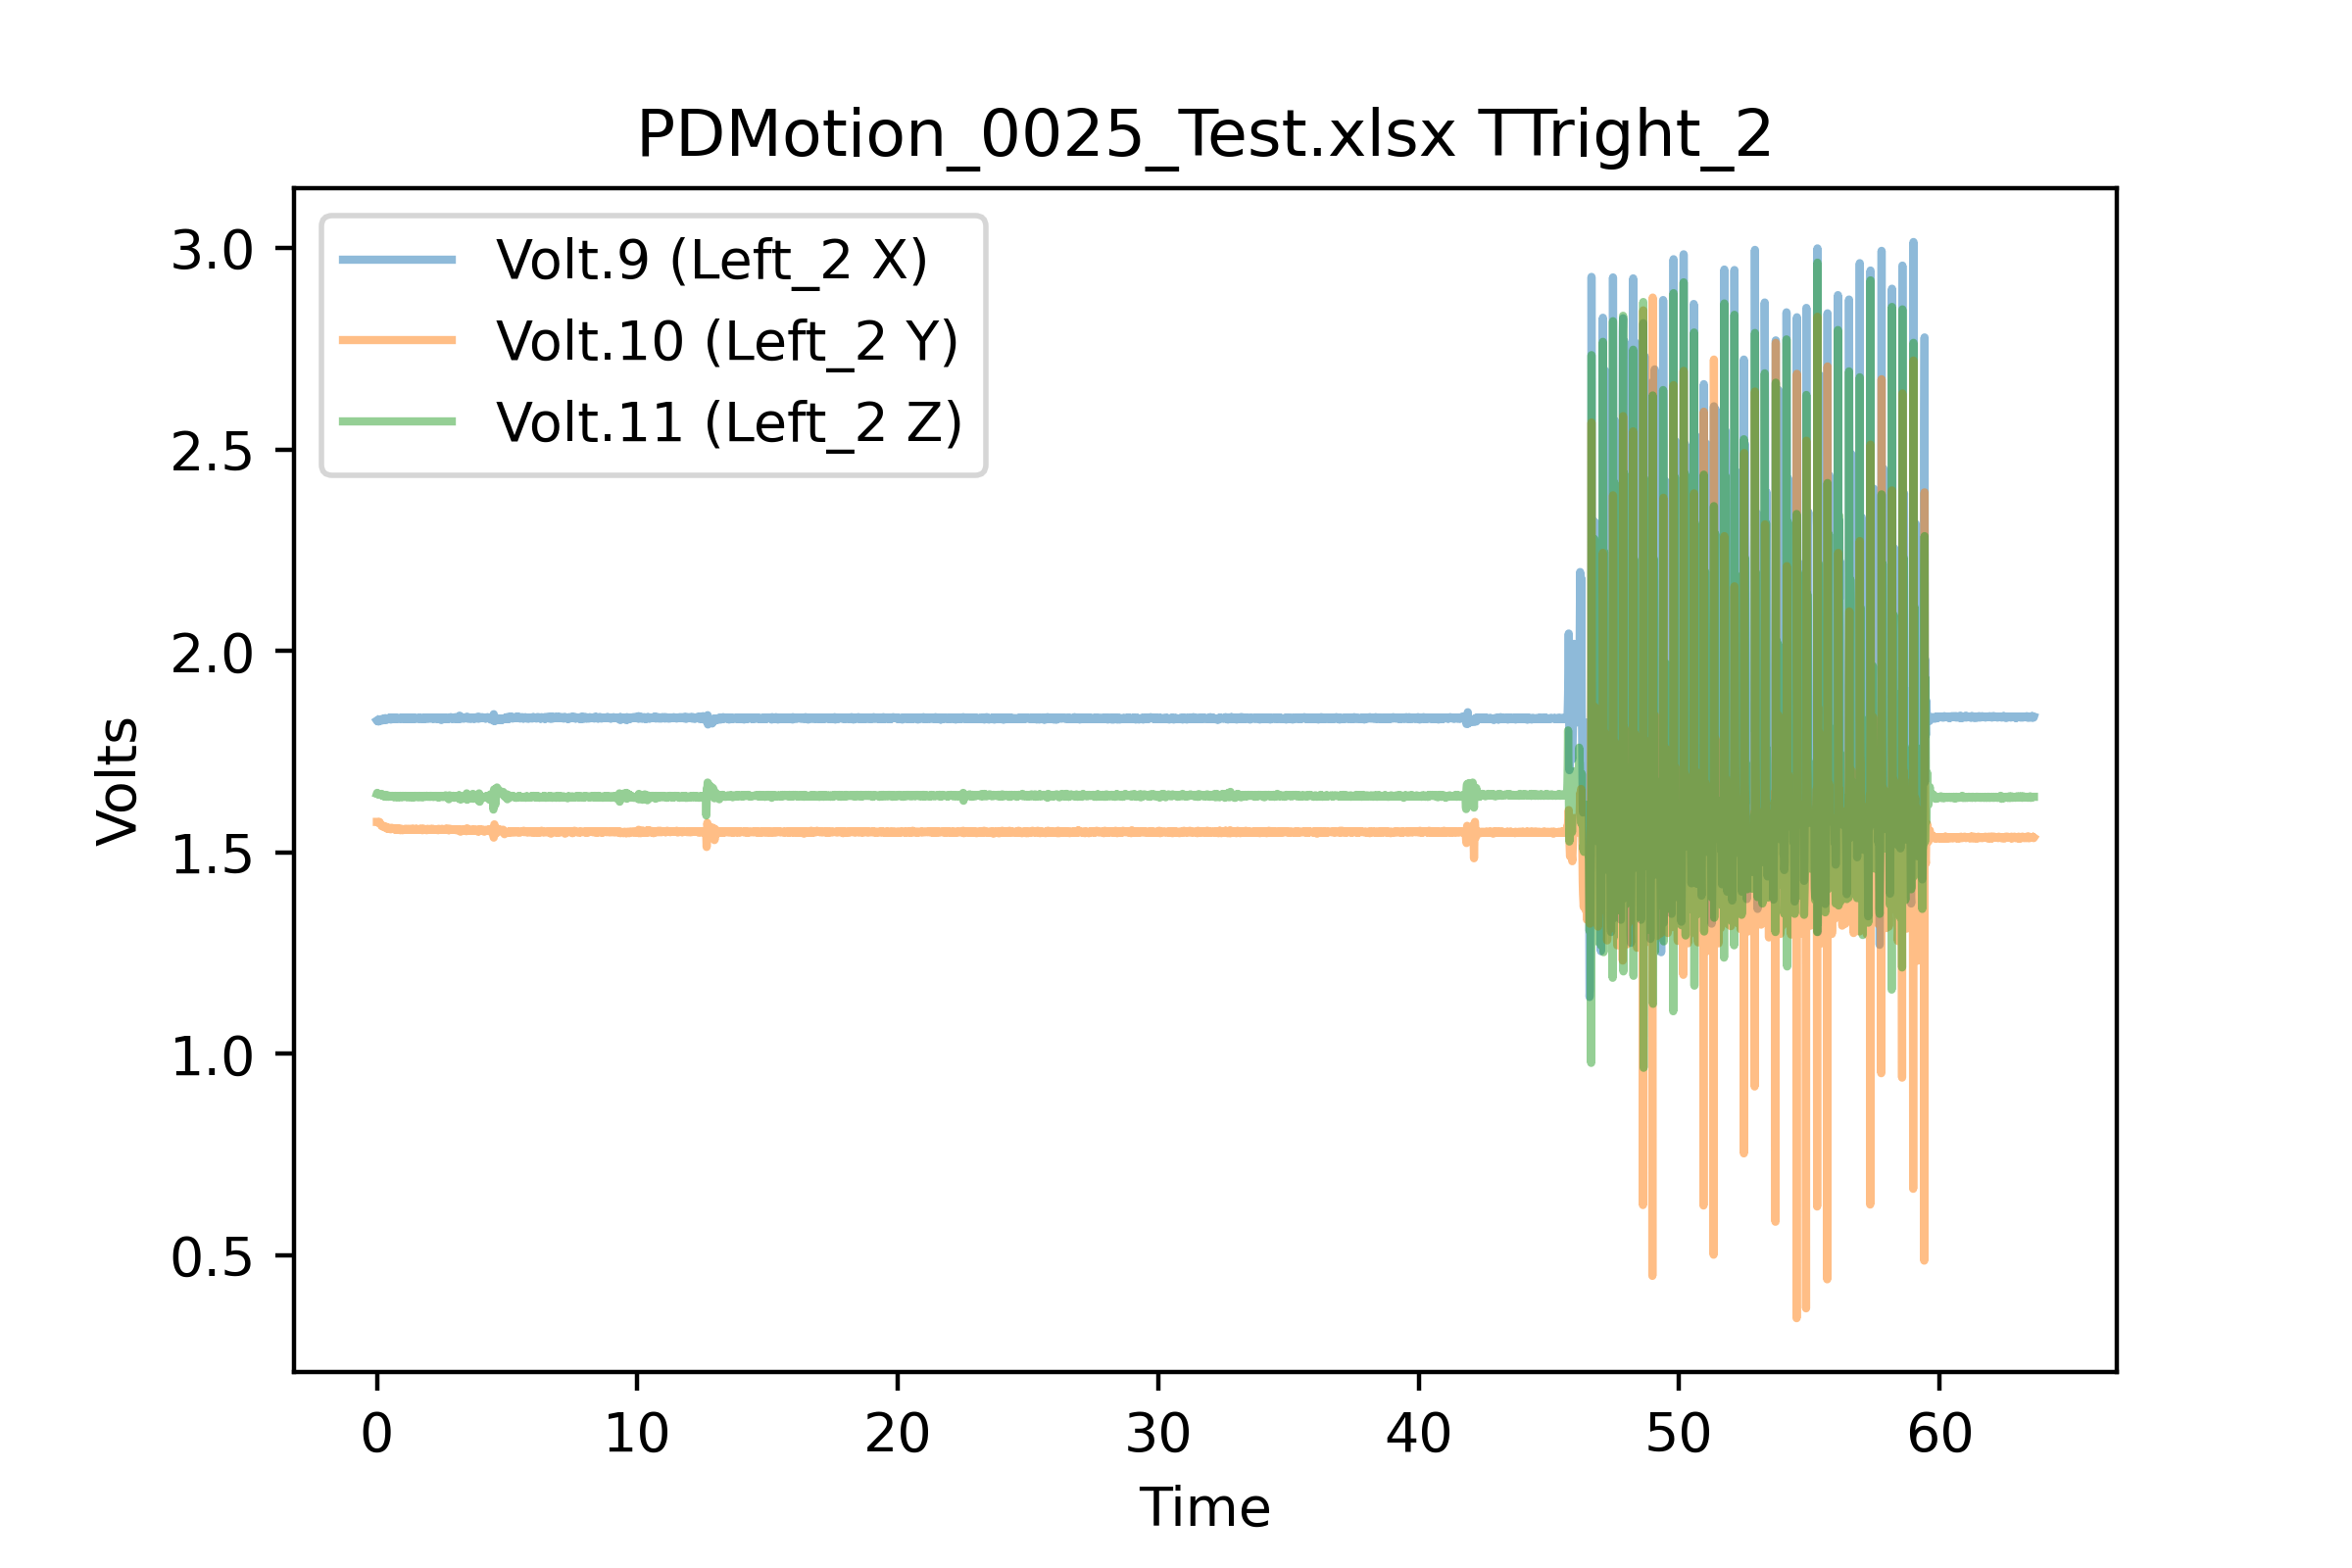 PDMotion_0025_Test.xlsx TTright_2
Volt.9 (Left_2 X)
Volt.10 (Left_2 Y)
Volt.11 (Left_2 Z)
3.0
2.5
2.0
1.5
1.0
0.5
Volts
0 10 20 30 40 50 60
Time